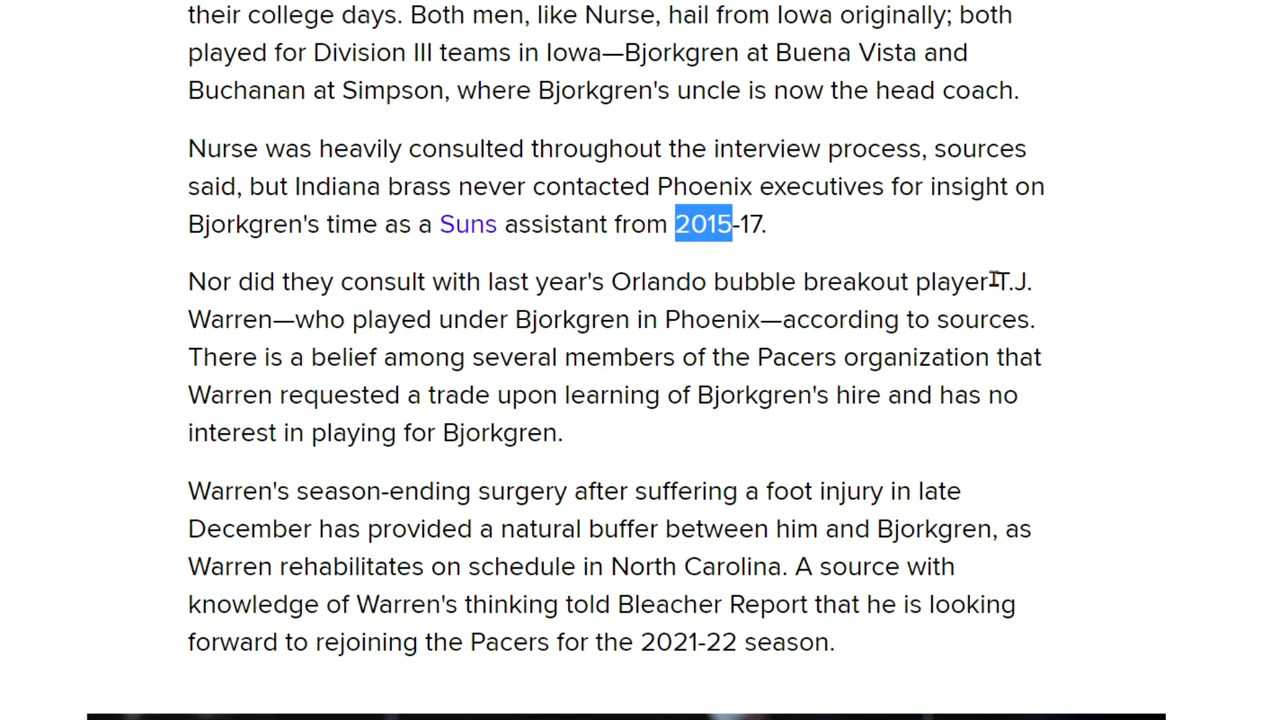 their college days. Both men, like Nurse, hail from Iowa originally; both
played for Division III teams in Iowa—Bjorkgren at Buena Vista and
Buchanan at Simpson, where Bjorkgren's uncle is now the head coach.
Nurse was heavily consulted throughout the interview process, sources
said, but Indiana brass never contacted Phoenix executives for insight on
Bjorkgren's time as a Suns assistant from 2015-17.
Nor did they consult with last year's Orlando bubble breakout player T.J.
Warren—who played under Bjorkgren in Phoenix—according to sources.
There is a belief among several members of the Pacers organization that
Warren requested a trade upon learning of Bjorkgren's hire and has no
interest in playing for Bjorkgren.
Warren's season-ending surgery after suffering a foot injury in late
December has provided a natural buffer between him and Bjorkgren, as
Warren rehabilitates on schedule in North Carolina. A source with
knowledge of Warren's thinking told Bleacher Report that he is looking
forward to rejoining the Pacers for the 2021-22 season.